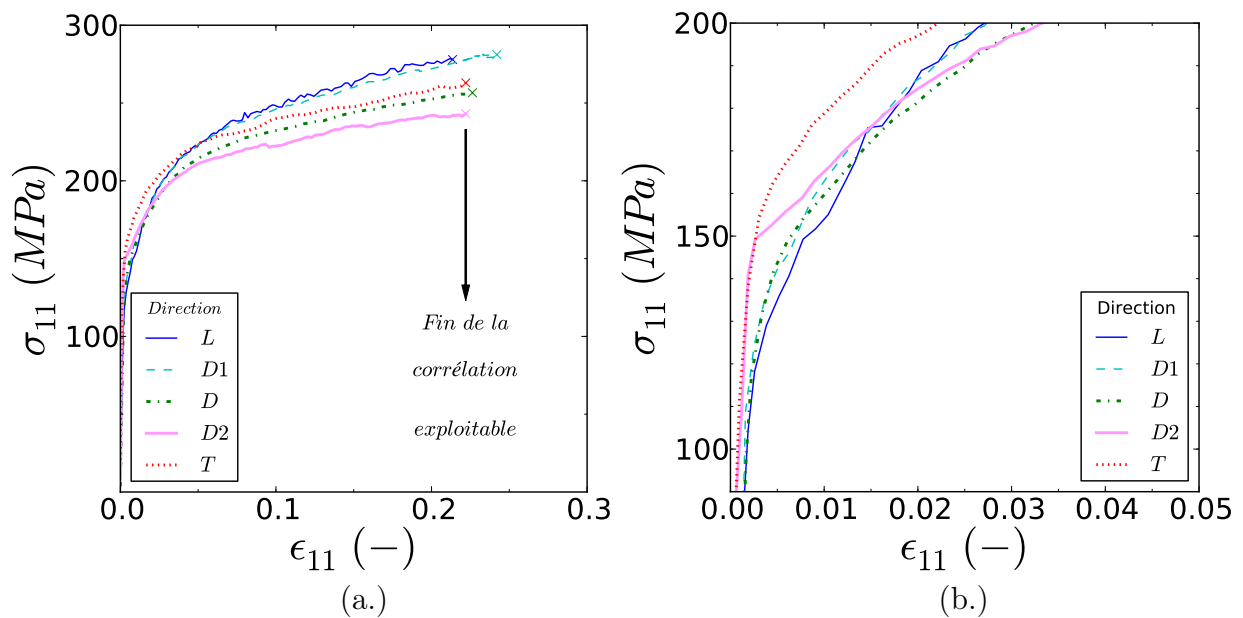 300
200
100
0.0 0.1 0.2 0.3
σ11 (MPa)
ϵ11 (−)
Direction
L
D1
D
D2
T
Fin de la
corrélation
exploitable
(a.)
200
150
100
0.00 0.01 0.02 0.03 0.04 0.05
σ11 (MPa)
ϵ11 (−)
Direction
L
D1
D
D2
T
(b.)